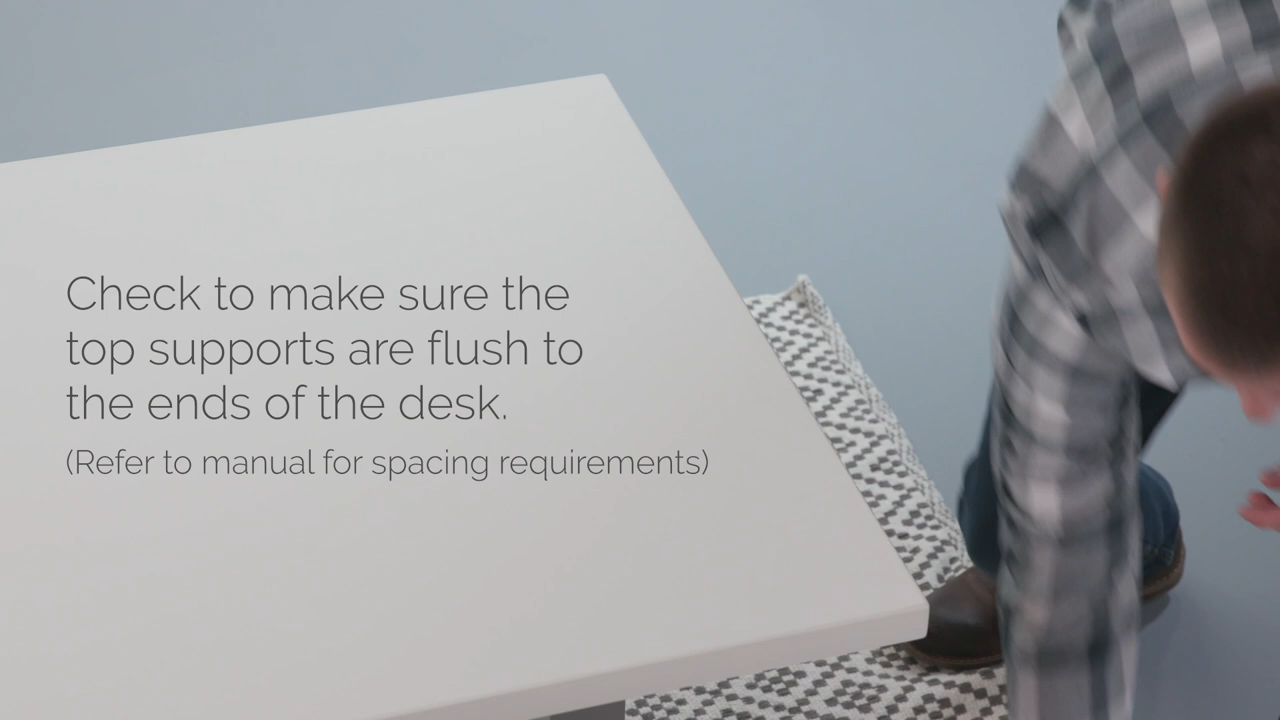 Check to make sure the
top supports are flush to
the ends of the desk.
(Refer to manual for spacing requirements)